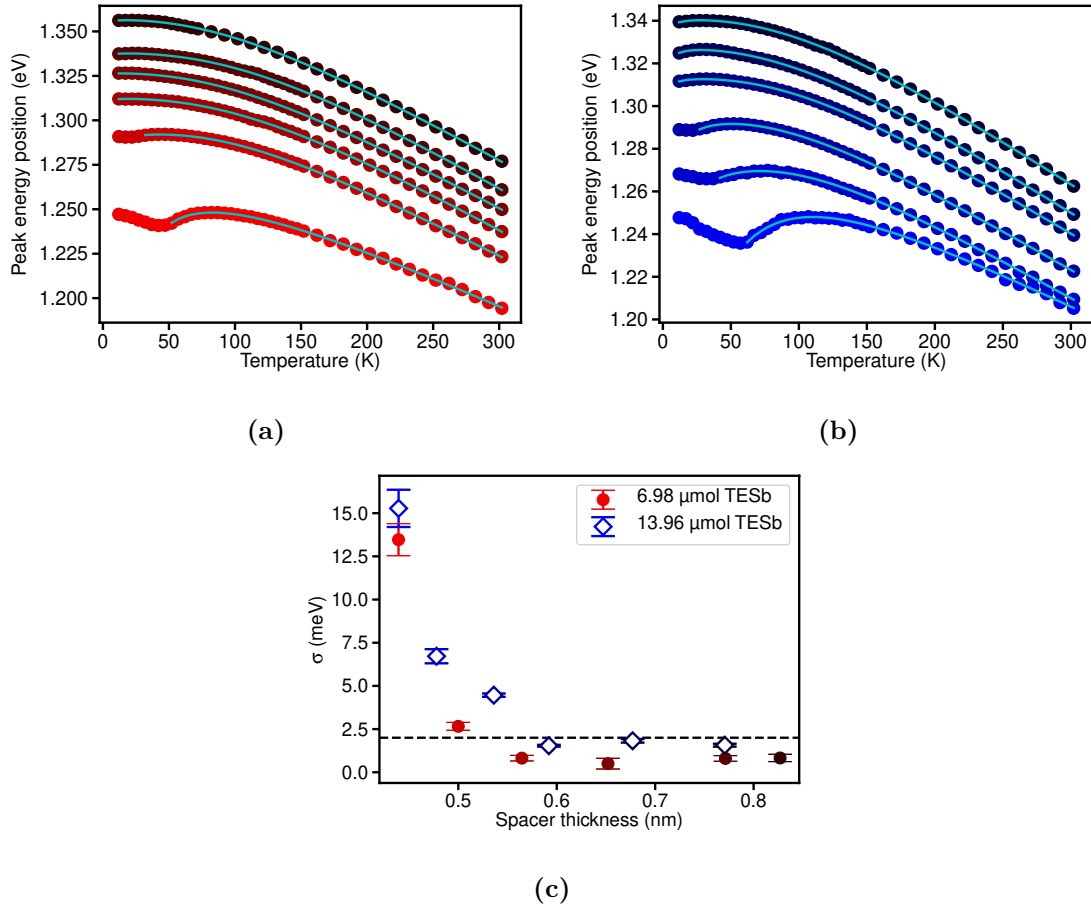 1.350
1.325
1.300
1.275
1.250
1.225
1.200
Peak energy position (eV)
0 50 100 150 200 250 300
Temperature (K)
(a)
1.34
1.32
1.30
1.28
1.26
1.24
1.22
1.20
Peak energy position (eV)
0 50 100 150 200 250 300
Temperature (K)
(b)
15.0
12.5
10.0
7.5
5.0
2.5
0.0
σ (meV)
6.98 μmol TESb
13.96 μmol TESb
0.5 0.6 0.7 0.8
Spacer thickness (nm)
(c)